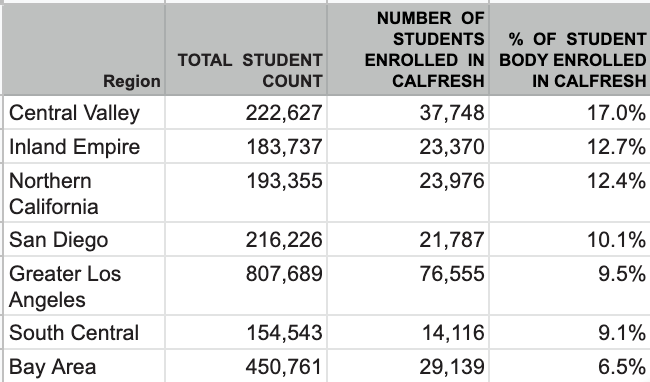 Region TOTAL STUDENT COUNT NUMBER OF STUDENTS ENROLLED IN CALFRESH % OF STUDENT BODY ENROLLED IN CALFRESH
Central Valley 222,627 37,748 17.0%
Inland Empire 183,737 23,370 12.7%
Northern California 193,355 23,976 12.4%
San Diego 216,226 21,787 10.1%
Greater Los Angeles 807,689 76,555 9.5%
South Central 154,543 14,116 9.1%
Bay Area 450,761 29,139 6.5%